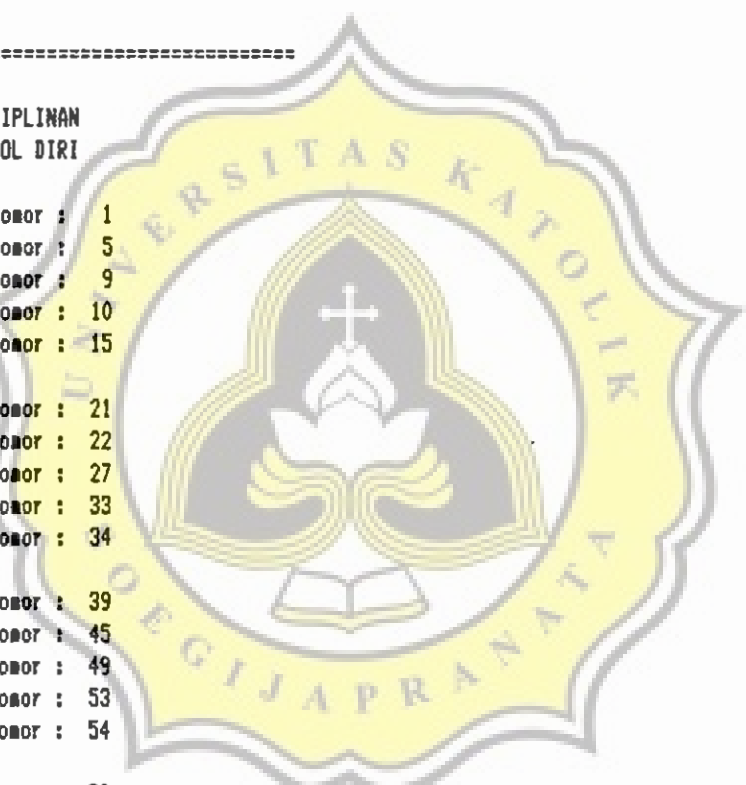 ===========================
IPLINAN
OL DIRI
omor : 1
omor : 5
omor : 9
omor : 10
omor : 15
omor : 21
omor : 22
omor : 27
omor : 33
omor : 34
omor : 39
omor : 45
omor : 49
omor : 53
omor : 54
UNIVERSITAS KATOLIK
SOEGIJAPRANATA